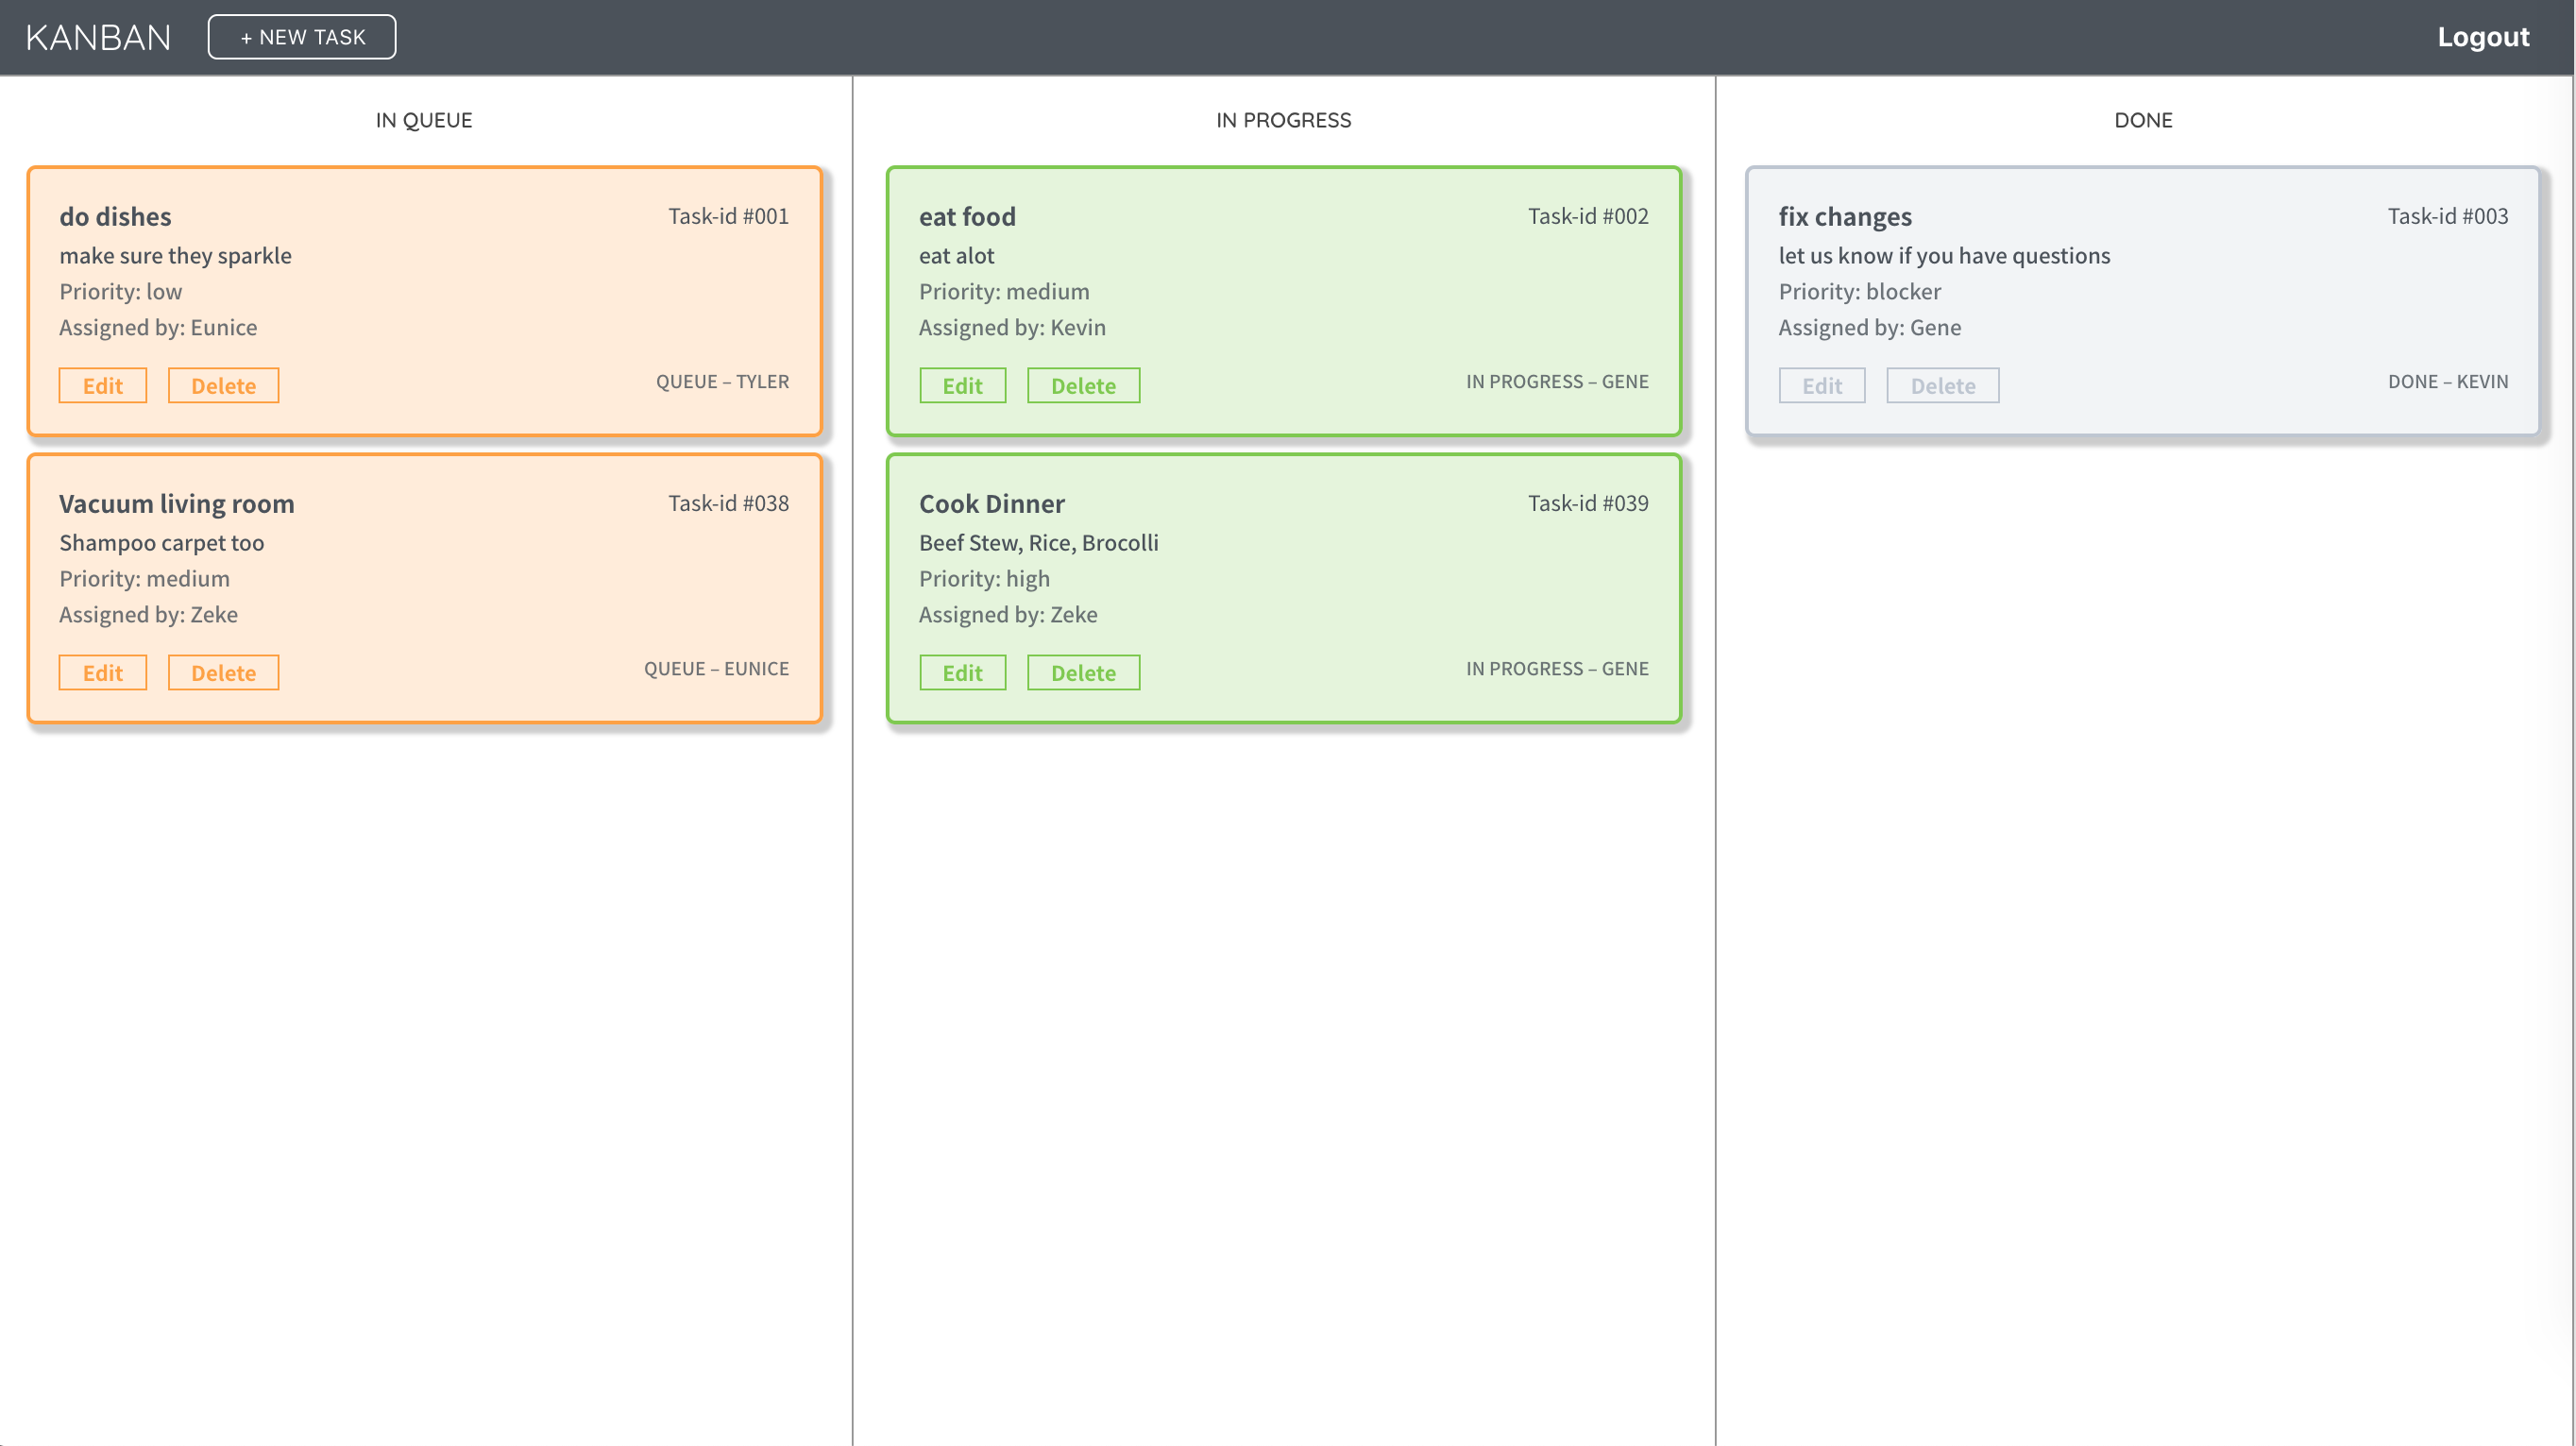 KANBAN
+ NEW TASK
Logout
IN QUEUE
do dishes
Task-id #001
make sure they sparkle
Priority: low
Assigned by: Eunice
Edit
Delete
QUEUE – TYLER
Vacuum living room
Task-id #038
Shampoo carpet too
Priority: medium
Assigned by: Zeke
Edit
Delete
QUEUE – EUNICE
IN PROGRESS
eat food
Task-id #002
eat alot
Priority: medium
Assigned by: Kevin
Edit
Delete
IN PROGRESS – GENE
Cook Dinner
Task-id #039
Beef Stew, Rice, Brocolli
Priority: high
Assigned by: Zeke
Edit
Delete
IN PROGRESS – GENE
DONE
fix changes
Task-id #003
let us know if you have questions
Priority: blocker
Assigned by: Gene
Edit
Delete
DONE – KEVIN